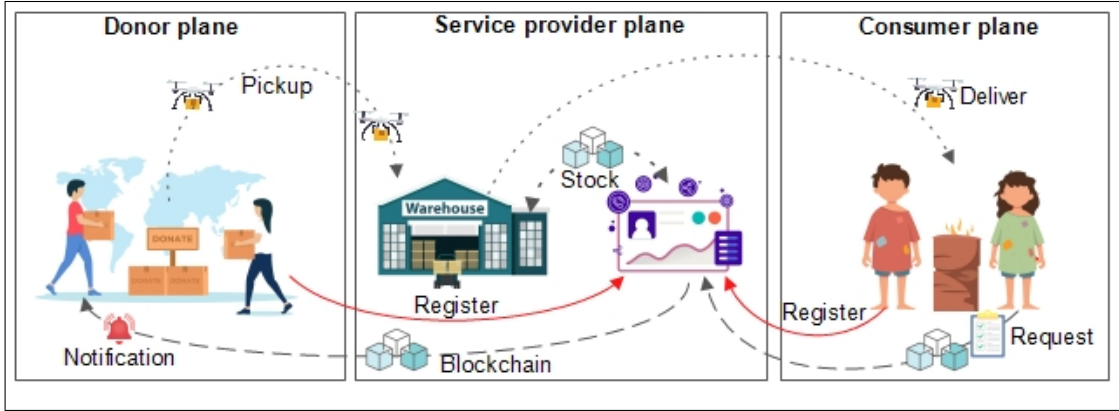 Donor plane
Service provider plane
Consumer plane
Pickup
Deliver
Stock
Warehouse
DONATE
DONATE
DONATE
Register
Register
Notification
Blockchain
Request